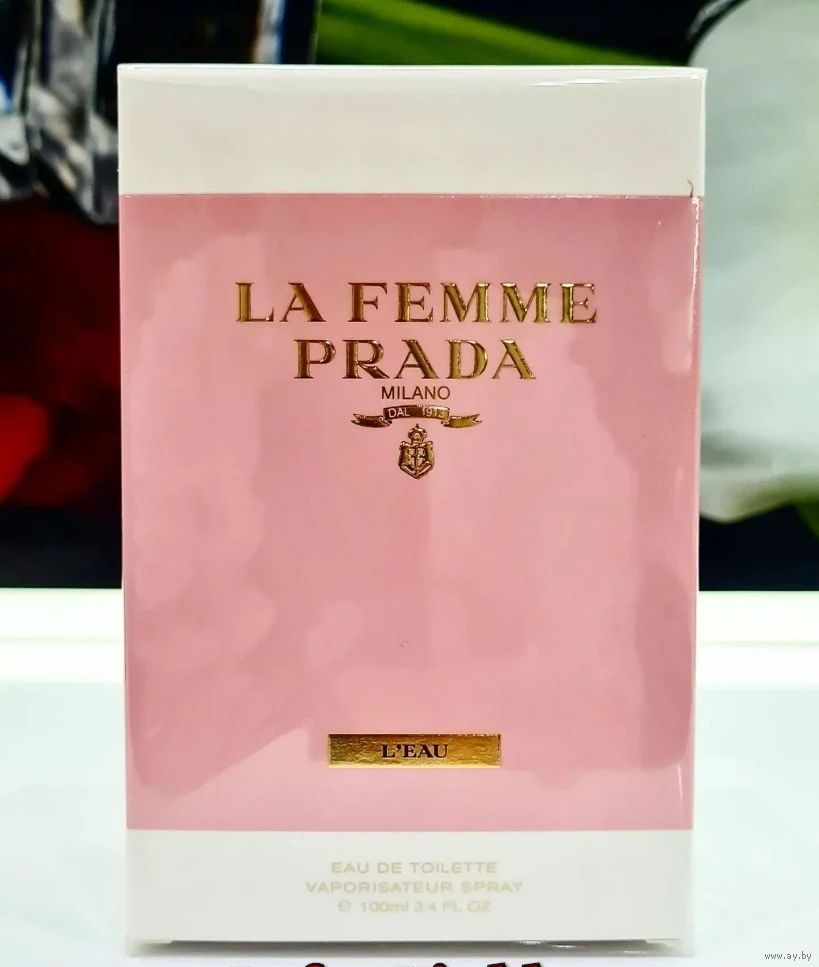 LA FEMME
PRADA
MILANO
DAL 1913
L'EAU
EAU DE TOILETTE
VAPORISATEUR SPRAY
℮ 100ml 3.4 FL OZ
www.ay.by